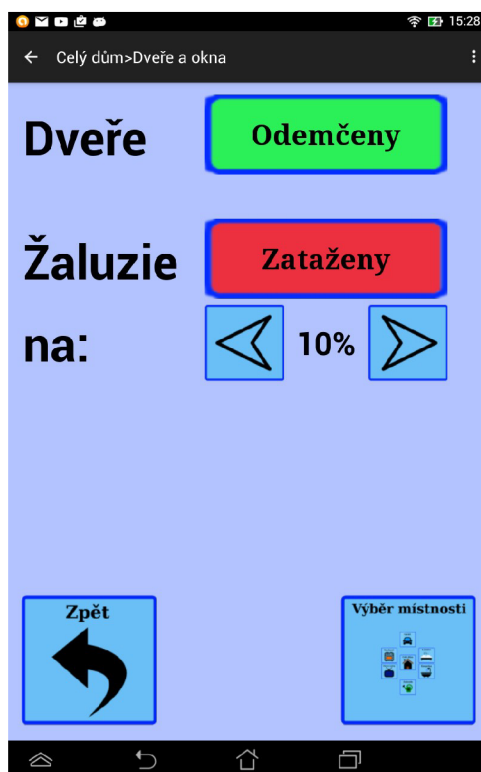 15:28
Celý dům>Dveře a okna
Dveře
Odemčeny
Žaluzie
Zataženy
na:
10%
Zpět
Výběr místnosti